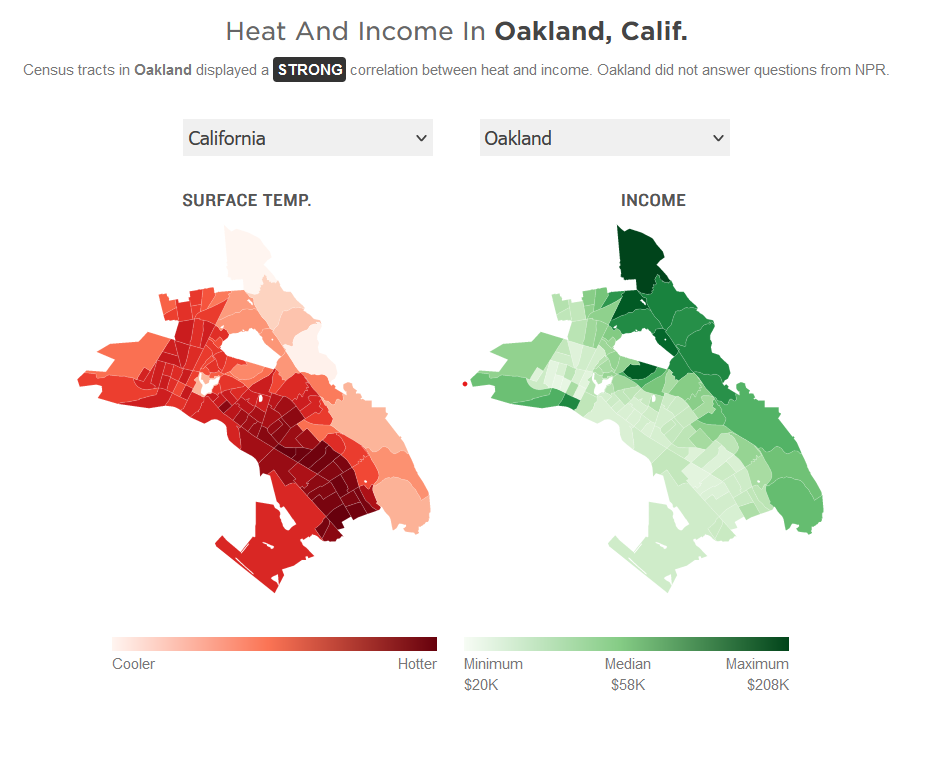 Heat And Income In Oakland, Calif.
Census tracts in Oakland displayed a STRONG correlation between heat and income. Oakland did not answer questions from NPR.
California
Oakland
SURFACE TEMP.
INCOME
Cooler
Hotter
Minimum
Median
Maximum
$20K
$58K
$208K